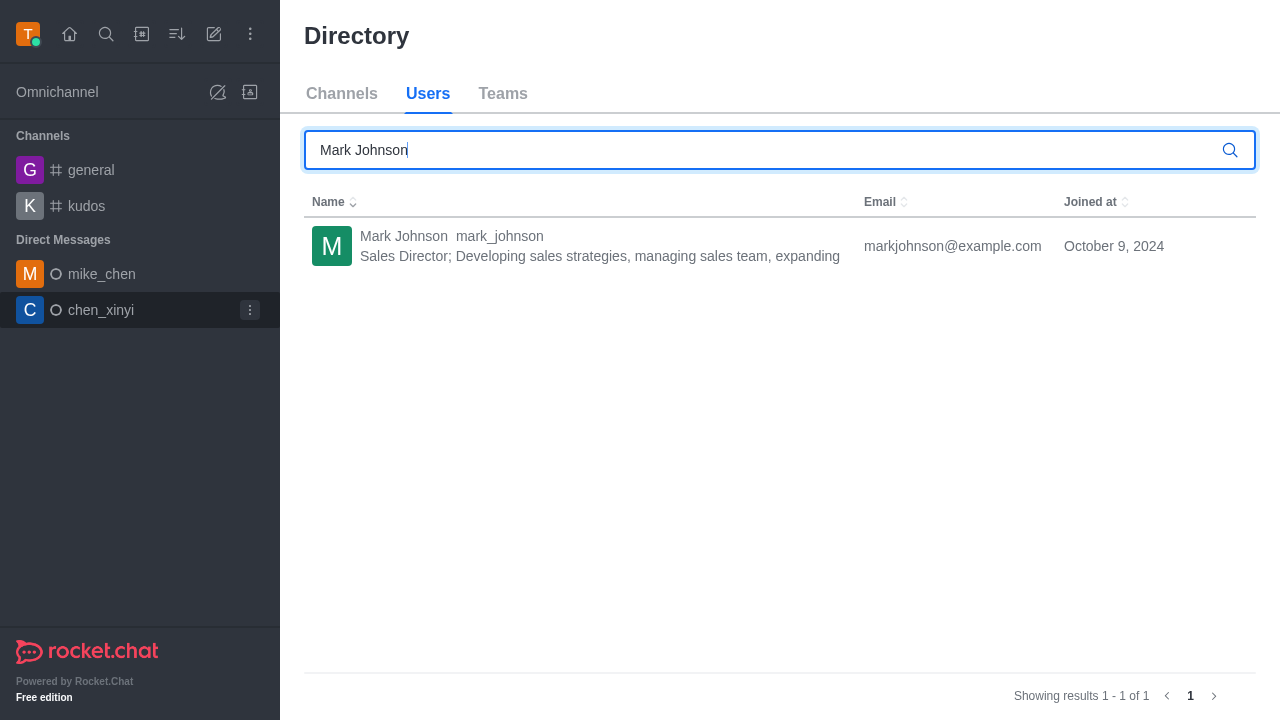 T
Directory
Channels Users Teams
Omnichannel
Channels
G general
K kudos
Direct Messages
M mike_chen
C chen_xinyi
Mark Johnson
Name Email Joined at
M
Mark Johnson mark_johnson
Sales Director; Developing sales strategies, managing sales team, expanding
markjohnson@example.com October 9, 2024
rocket.chat
Powered by Rocket.Chat
Free edition
Showing results 1 - 1 of 1 1